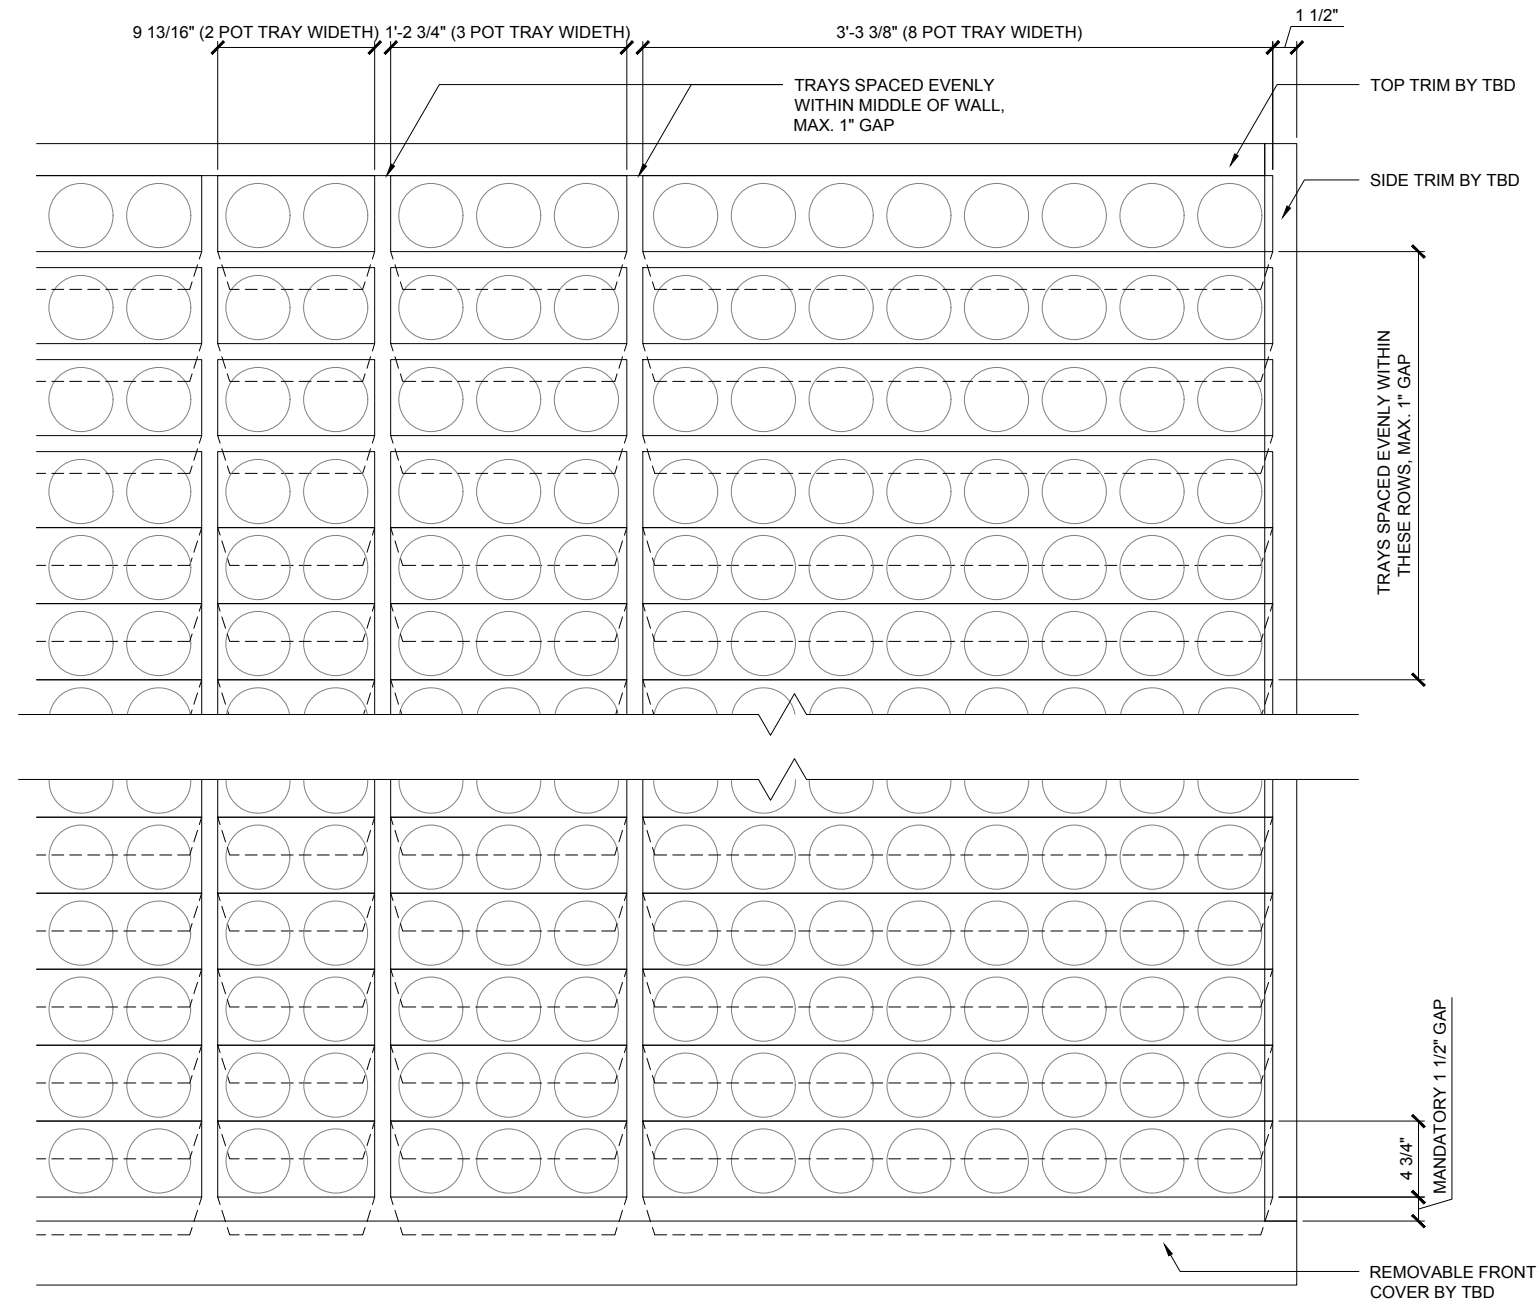 1 1/2"
9 13/16" (2 POT TRAY WIDETH) 1'-2 3/4" (3 POT TRAY WIDETH) 3'-3 3/8" (8 POT TRAY WIDETH)
TRAYS SPACED EVENLY
WITHIN MIDDLE OF WALL,
MAX. 1" GAP
TOP TRIM BY TBD
SIDE TRIM BY TBD
TRAYS SPACED EVENLY WITHIN
THESE ROWS, MAX. 1" GAP
4 3/4"
MANDATORY 1 1/2" GAP
REMOVABLE FRONT
COVER BY TBD